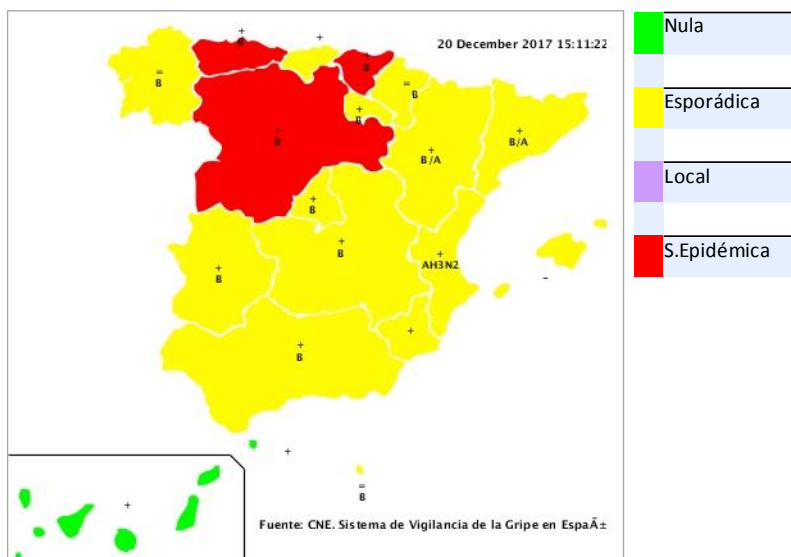 20 December 2017 15:11:22
Nula
Esporádica
Local
S.Epidémica
+
B
+
+
B
=
B
=
B
+
B
+
B
+
B/A
+
B/A
+
B
+
B
+
AH3N2
+
B
-
+
+
B
+
=
B
+
Fuente: CNE. Sistema de Vigilancia de la Gripe en EspaÃ±